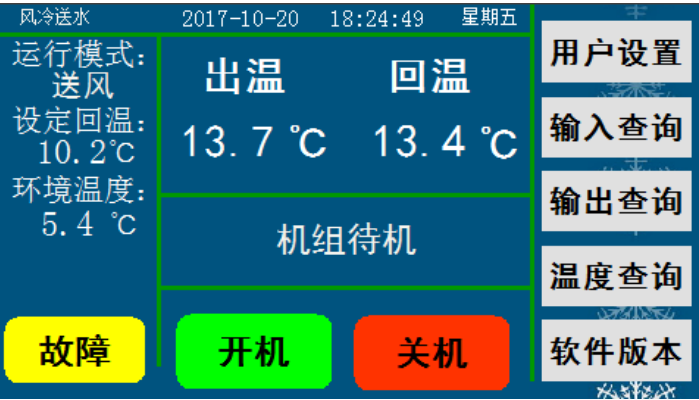 风冷送水 2017-10-20 18:24:49 星期五
运行模式:
送风
设定回温:
10.2℃
环境温度:
5.4 ℃
出温 回温
13.7 ℃ 13.4 ℃
机组待机
故障 开机 关机
用户设置
输入查询
输出查询
温度查询
软件版本